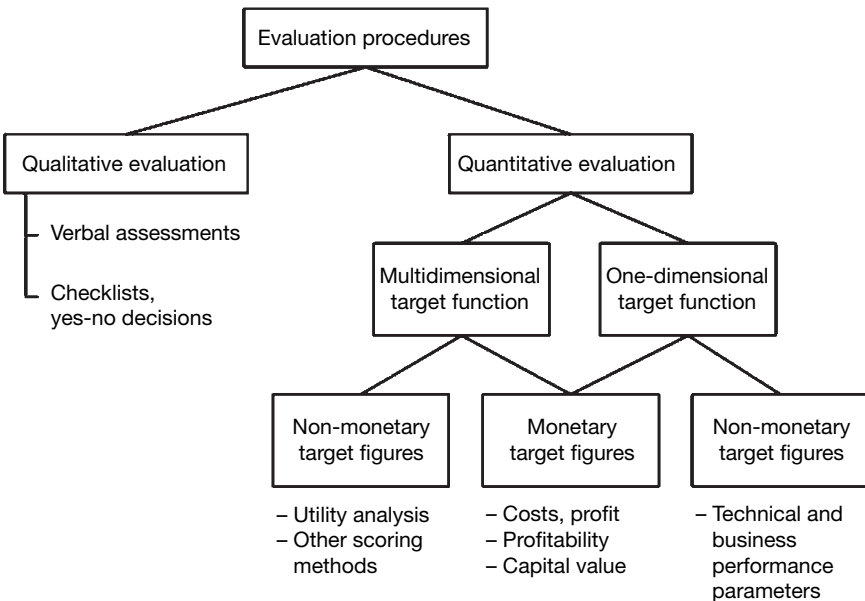 Evaluation procedures
Qualitative evaluation
Quantitative evaluation
Verbal assessments
Checklists,
yes-no decisions
Multidimensional
target function
One-dimensional
target function
Non-monetary
target figures
Monetary
target figures
Non-monetary
target figures
– Utility analysis
– Other scoring
methods
– Costs, profit
– Profitability
– Capital value
– Technical and
business
performance
parameters